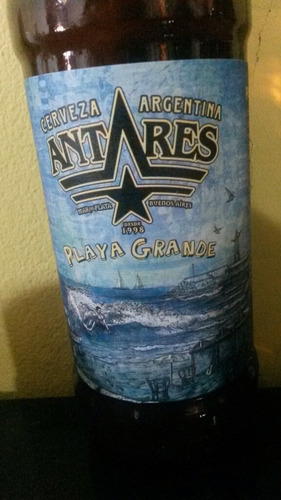 CERVEZA ARGENTINA
ANTARES
MAR DEL PLATA BUENOS AIRES
DESDE
1998
PLAYA GRANDE